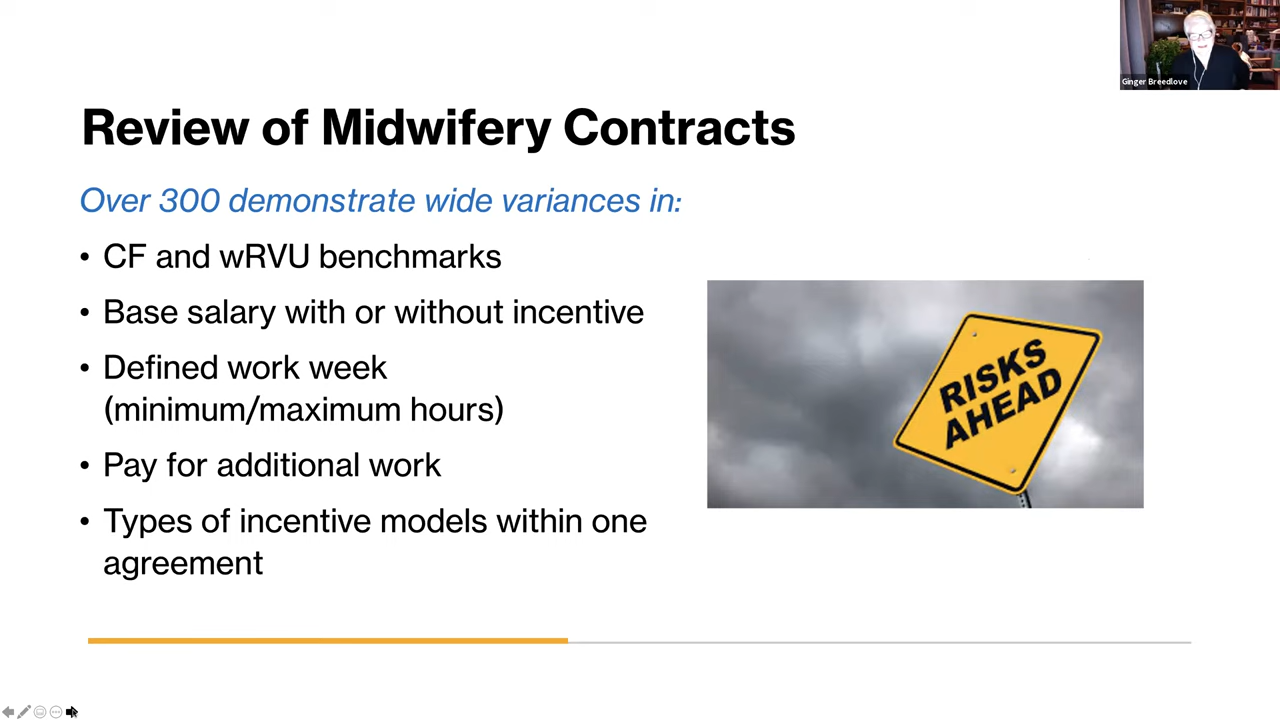 Ginger Breedlove
Review of Midwifery Contracts
Over 300 demonstrate wide variances in:
• CF and wRVU benchmarks
• Base salary with or without incentive
• Defined work week
(minimum/maximum hours)
• Pay for additional work
• Types of incentive models within one
agreement
RISKS
AHEAD